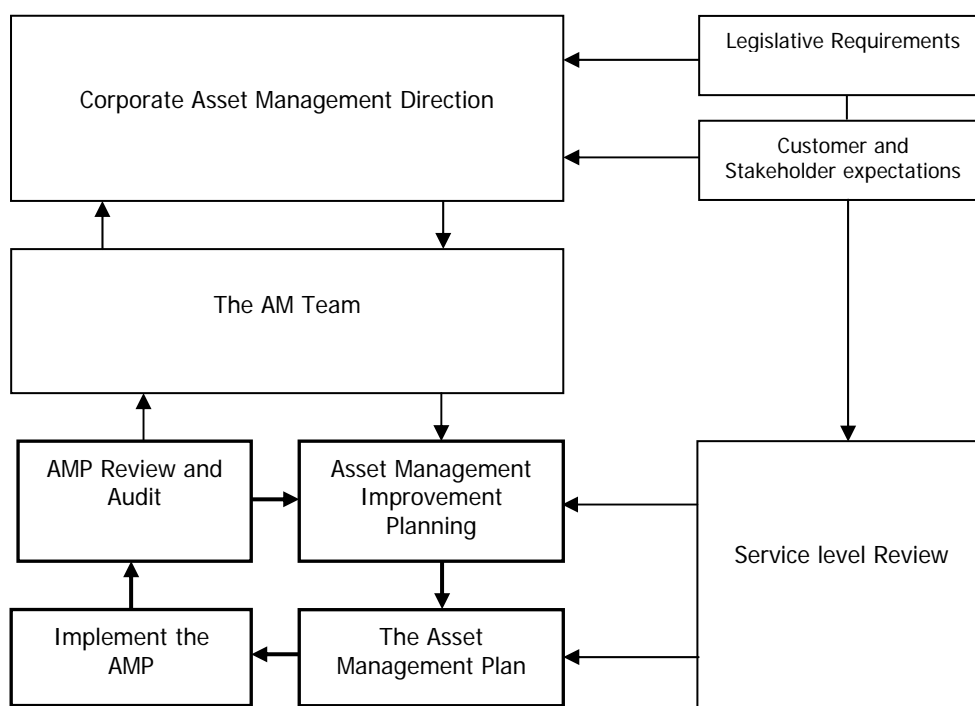 Legislative Requirements
Corporate Asset Management Direction
Customer and
Stakeholder expectations
The AM Team
AMP Review and
Audit
Asset Management
Improvement
Planning
Service level Review
Implement the
AMP
The Asset
Management Plan